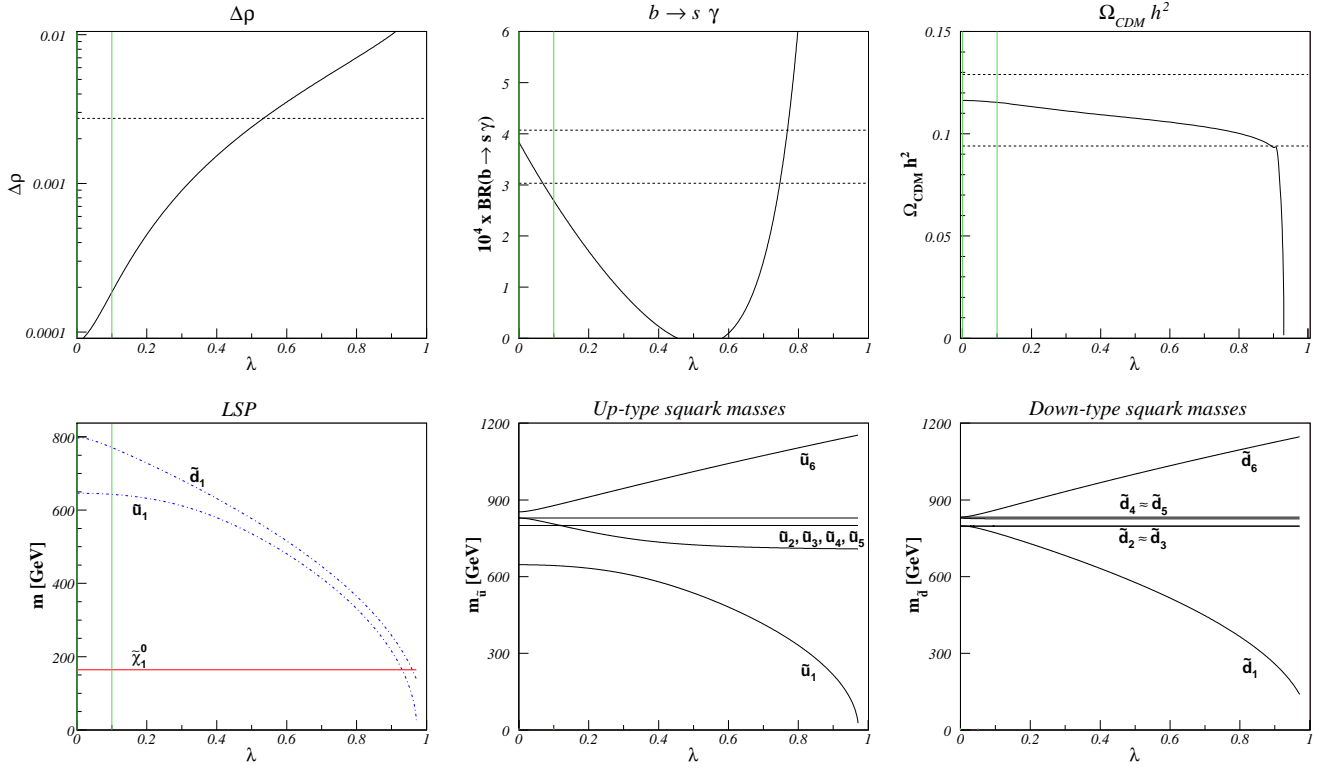 Δρ
0.01
0.001
0.0001
Δρ
0 0.2 0.4 0.6 0.8 1
λ
b → s γ
6
5
4
3
2
1
0
10⁴ x BR(b → s γ)
0 0.2 0.4 0.6 0.8 1
λ
Ω_CDM h²
0.15
0.1
0.05
0
Ω_CDM h²
0 0.2 0.4 0.6 0.8 1
λ
LSP
800
600
400
200
0
m [GeV]
d̃₁
ũ₁
χ̃₁⁰
0 0.2 0.4 0.6 0.8 1
λ
Up-type squark masses
1200
900
600
300
0
m_ũ [GeV]
ũ₆
ũ₂, ũ₃, ũ₄, ũ₅
ũ₁
0 0.2 0.4 0.6 0.8 1
λ
Down-type squark masses
1200
900
600
300
0
m_d̃ [GeV]
d̃₆
d̃₄ ≈ d̃₅
d̃₂ ≈ d̃₃
d̃₁
0 0.2 0.4 0.6 0.8 1
λ